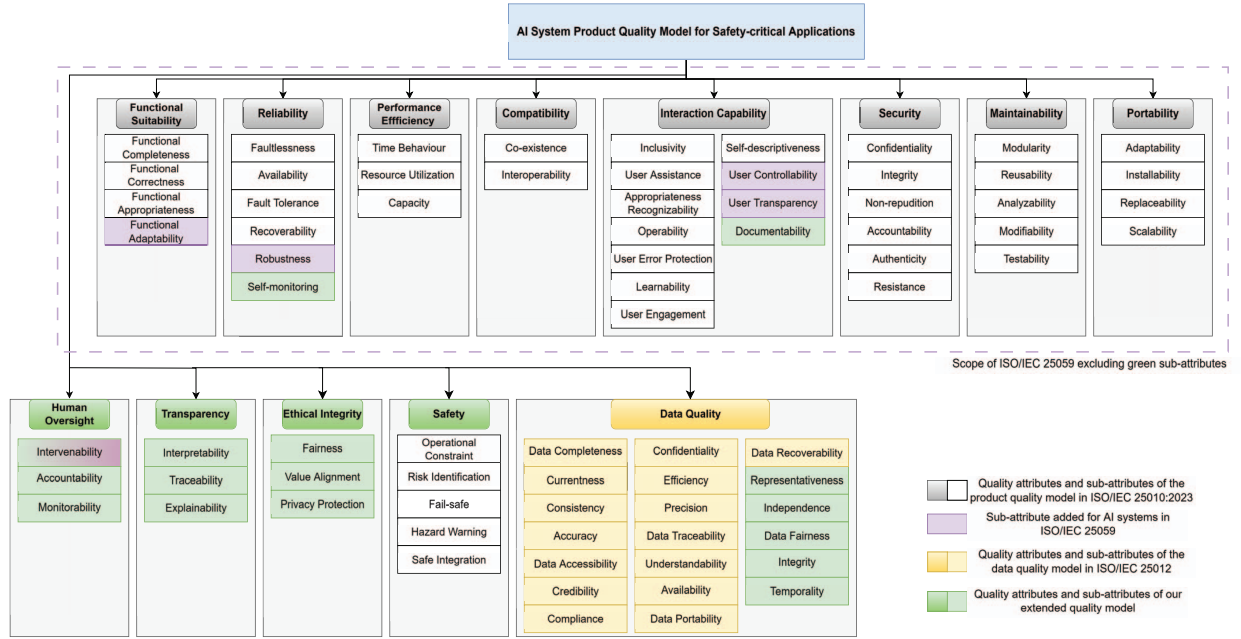 AI System Product Quality Model for Safety-critical Applications
Functional
Suitability
Functional
Completeness
Functional
Correctness
Functional
Appropriateness
Functional
Adaptability
Reliability
Faultlessness
Availability
Fault Tolerance
Recoverability
Robustness
Self-monitoring
Performance
Effficiency
Time Behaviour
Resource Utilization
Capacity
Compatibility
Co-existence
Interoperability
Interaction Capability
Inclusivity
User Assistance
Appropriateness
Recognizability
Operability
User Error Protection
Learnability
User Engagement
Self-descriptiveness
User Controllability
User Transparency
Documentability
Security
Confidentiality
Integrity
Non-repudition
Accountability
Authenticity
Resistance
Maintainability
Modularity
Reusability
Analyzability
Modifiability
Testability
Portability
Adaptability
Installability
Replaceability
Scalability
Scope of ISO/IEC 25059 excluding green sub-attributes
Human
Oversight
Intervenability
Accountability
Monitorability
Transparency
Interpretability
Traceability
Explainability
Ethical Integrity
Fairness
Value Alignment
Privacy Protection
Safety
Operational
Constraint
Risk Identification
Fail-safe
Hazard Warning
Safe Integration
Data Quality
Data Completeness
Currentness
Consistency
Accuracy
Data Accessibility
Credibility
Compliance
Confidentiality
Efficiency
Precision
Data Traceability
Understandability
Availability
Data Portability
Data Recoverability
Representativeness
Independence
Data Fairness
Integrity
Temporality
Quality attributes and sub-attributes of the
product quality model in ISO/IEC 25010:2023
Sub-attribute added for AI systems in
ISO/IEC 25059
Quality attributes and sub-attributes of the
data quality model in ISO/IEC 25012
Quality attributes and sub-attributes of our
extended quality model